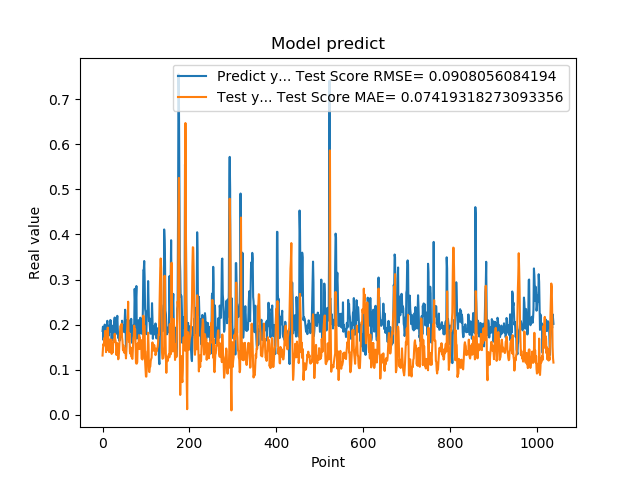 Model predict
Predict y... Test Score RMSE= 0.0908056084194
Test y... Test Score MAE= 0.07419318273093356
Real value
0.7
0.6
0.5
0.4
0.3
0.2
0.1
0.0
0 200 400 600 800 1000
Point